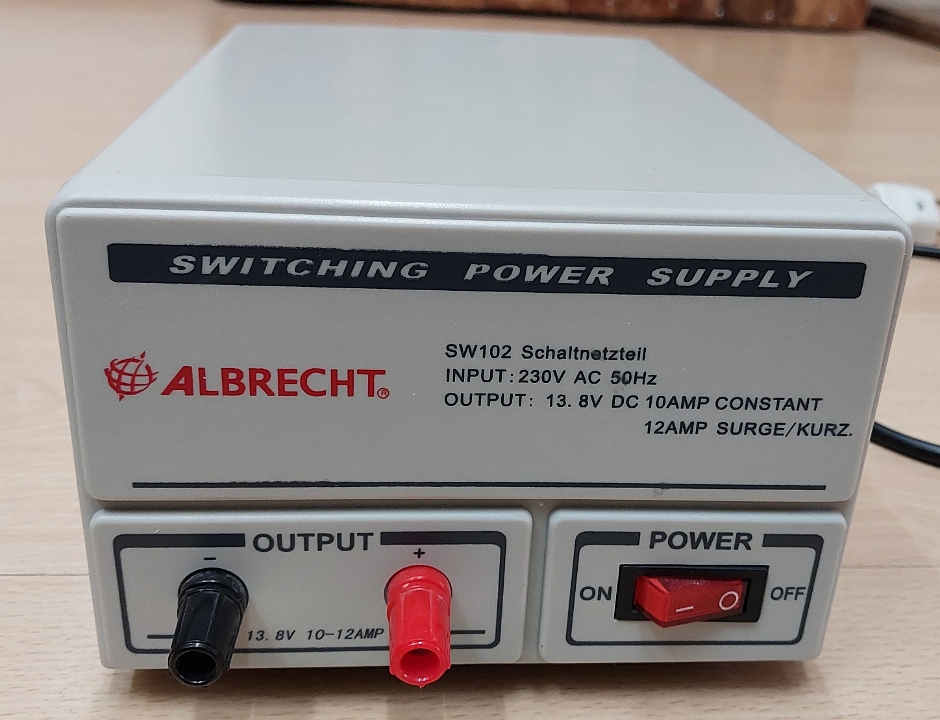 SWITCHING POWER SUPPLY
ALBRECHT®
SW102 Schaltnetzteil
INPUT: 230V AC 50Hz
OUTPUT: 13.8V DC 10AMP CONSTANT
12AMP SURGE/KURZ.
OUTPUT
- +
13.8V 10-12AMP
POWER
ON — O OFF